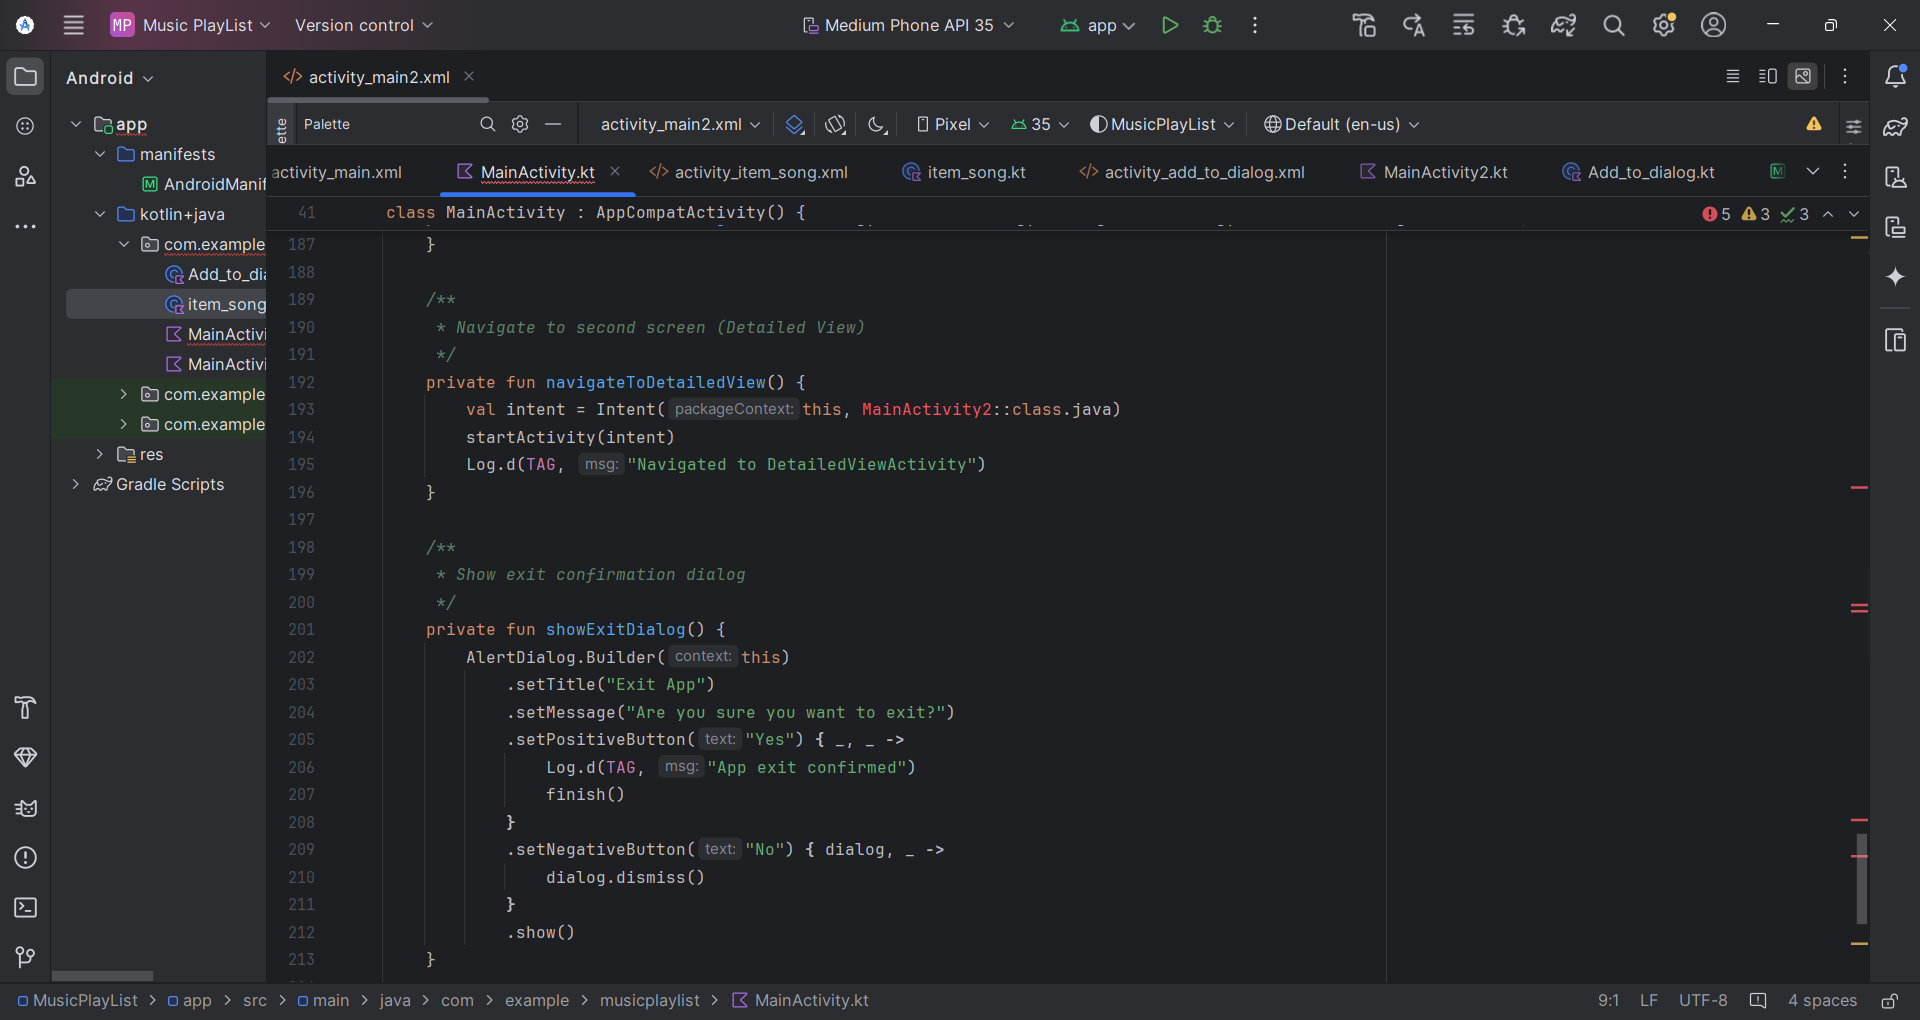 MP Music PlayList Version control Medium Phone API 35 app
Android
activity_main2.xml
app
manifests
AndroidManif
kotlin+java
com.example
Add_to_dia
item_song
MainActivi
MainActivi
com.example
com.example
res
Gradle Scripts
Palette activity_main2.xml Pixel 35 MusicPlayList Default (en-us)
activity_main.xml MainActivity.kt activity_item_song.xml item_song.kt activity_add_to_dialog.xml MainActivity2.kt Add_to_dialog.kt
41 class MainActivity : AppCompatActivity() { 5 3 3
187 }
188
189 /**
190 * Navigate to second screen (Detailed View)
191 */
192 private fun navigateToDetailedView() {
193 val intent = Intent( packageContext: this, MainActivity2::class.java)
194 startActivity(intent)
195 Log.d(TAG, msg: "Navigated to DetailedViewActivity")
196 }
197
198 /**
199 * Show exit confirmation dialog
200 */
201 private fun showExitDialog() {
202 AlertDialog.Builder( context: this)
203 .setTitle("Exit App")
204 .setMessage("Are you sure you want to exit?")
205 .setPositiveButton( text: "Yes") { _, _ ->
206 Log.d(TAG, msg: "App exit confirmed")
207 finish()
208 }
209 .setNegativeButton( text: "No") { dialog, _ ->
210 dialog.dismiss()
211 }
212 .show()
213 }
MusicPlayList > app > src > main > java > com > example > musicplaylist > MainActivity.kt 9:1 LF UTF-8 4 spaces